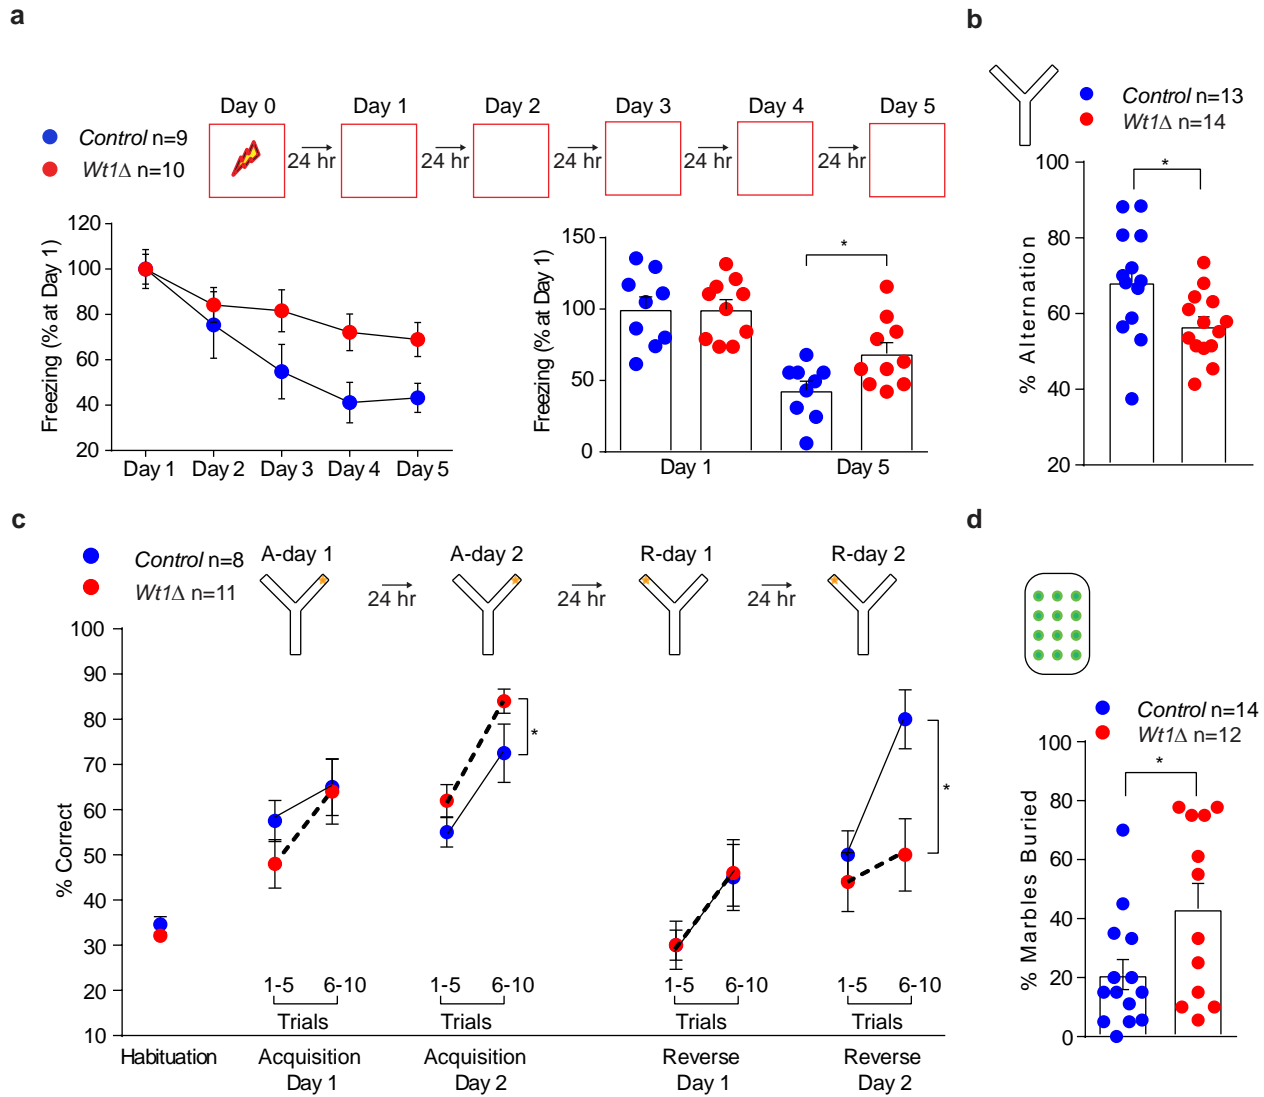 a
Day 0
Day 1
Day 2
Day 3
Day 4
Day 5
Control n=9
Wt1Δ n=10
24 hr
24 hr
24 hr
24 hr
24 hr
Freezing (% at Day 1)
120
100
80
60
40
20
Day 1
Day 2
Day 3
Day 4
Day 5
Freezing (% at Day 1)
150
100
50
0
*
Day 1
Day 5
b
Control n=13
Wt1Δ n=14
% Alternation
100
80
60
40
20
*
c
Control n=8
Wt1Δ n=11
A-day 1
A-day 2
R-day 1
R-day 2
24 hr
24 hr
24 hr
% Correct
100
90
80
70
60
50
40
30
20
10
*
*
1-5
6-10
1-5
6-10
1-5
6-10
1-5
6-10
Trials
Trials
Trials
Trials
Habituation
Acquisition
Day 1
Acquisition
Day 2
Reverse
Day 1
Reverse
Day 2
d
Control n=14
Wt1Δ n=12
% Marbles Buried
100
80
60
40
20
0
*